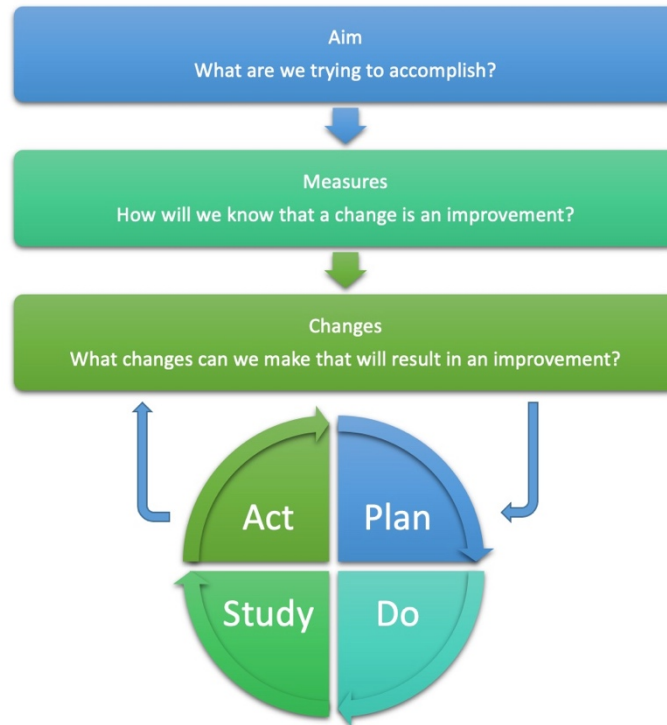 Aim
What are we trying to accomplish?
Measures
How will we know that a change is an improvement?
Changes
What changes can we make that will result in an improvement?
Act
Plan
Study
Do